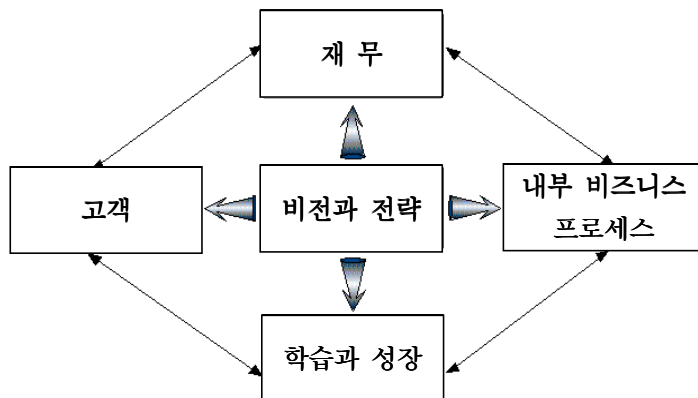 재 무
고객
비전과 전략
내부 비즈니스
프로세스
학습과 성장